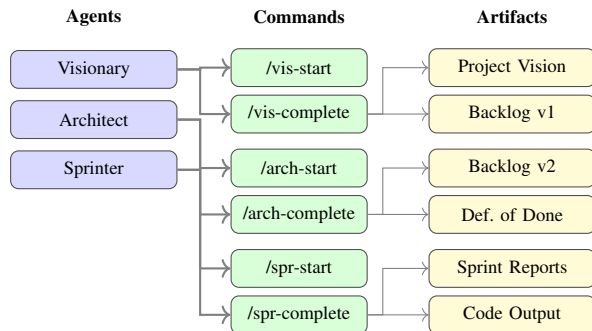 Agents Commands Artifacts
Visionary /vis-start Project Vision
/vis-complete Backlog v1
Architect
/arch-start Backlog v2
Sprinter
/arch-complete Def. of Done
/spr-start Sprint Reports
/spr-complete Code Output